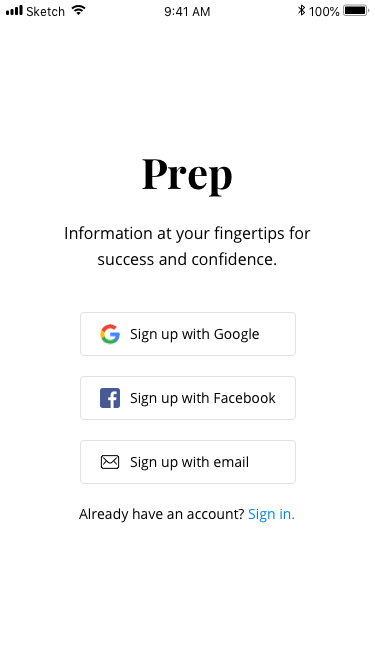 Sketch 9:41 AM 100%
Prep
Information at your fingertips for
success and confidence.
Sign up with Google
Sign up with Facebook
Sign up with email
Already have an account? Sign in.